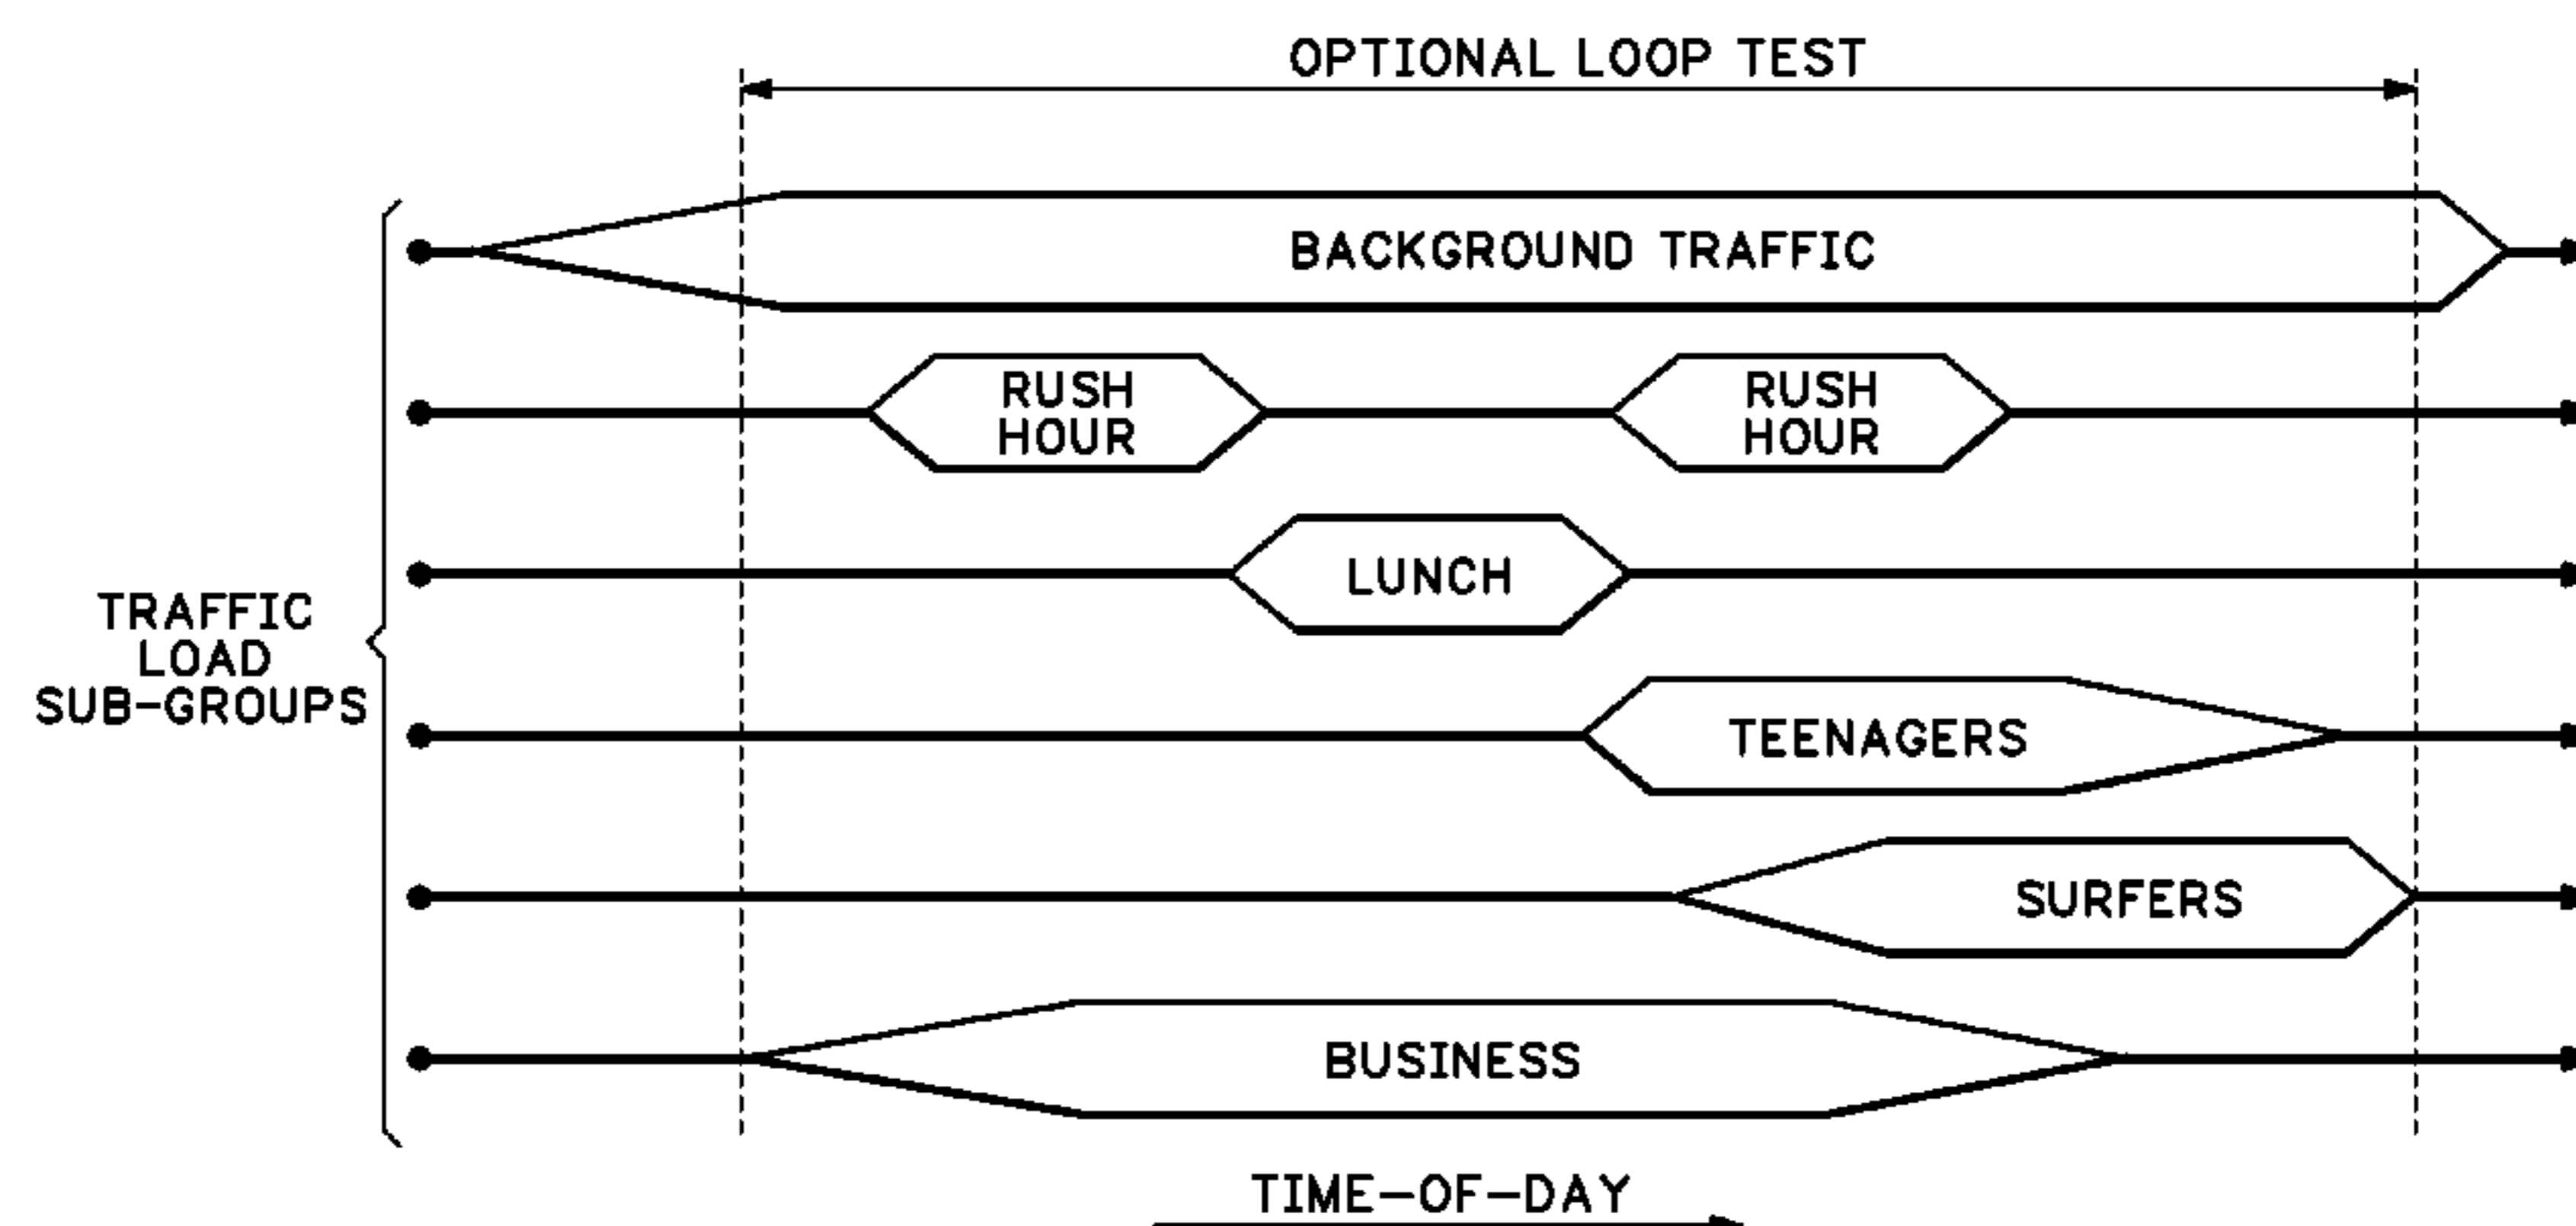 OPTIONAL LOOP TEST
BACKGROUND TRAFFIC
RUSH
HOUR
RUSH
HOUR
LUNCH
TRAFFIC
LOAD
SUB-GROUPS
TEENAGERS
SURFERS
BUSINESS
TIME-OF-DAY